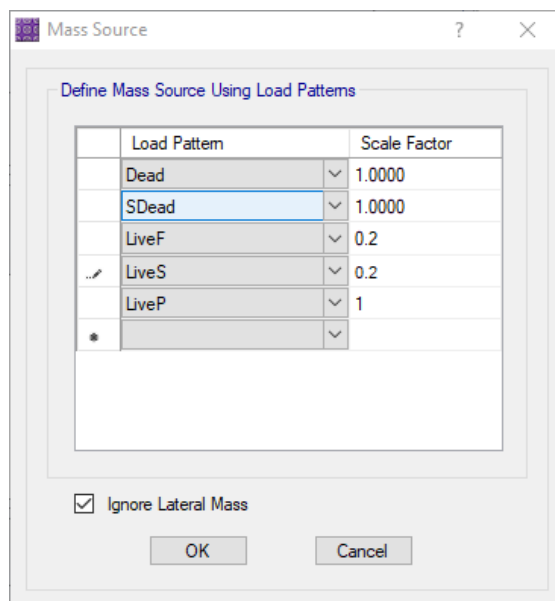 Mass Source ?
Define Mass Source Using Load Patterns
Load Pattern Scale Factor
Dead 1.0000
SDead 1.0000
LiveF 0.2
LiveS 0.2
LiveP 1
Ignore Lateral Mass
OK Cancel